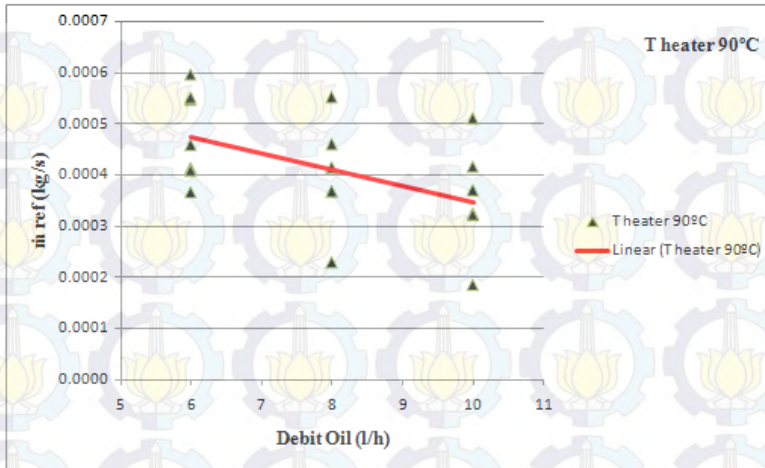 T heater 90°C
0.0007
0.0006
0.0005
0.0004
0.0003
0.0002
0.0001
0.0000
ṁ ref (kg/s)
5 6 7 8 9 10 11
Debit Oil (l/h)
T heater 90ºC
Linear (T heater 90ºC)